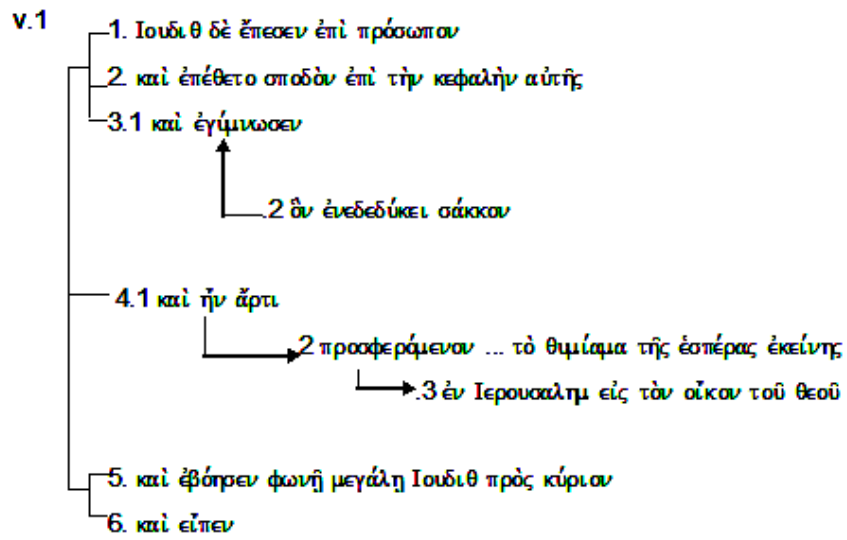 v.1
1. Ιουδιθ δὲ ἔπεσεν ἐπὶ πρόσωπον
2. καὶ ἐπέθετο σποδὸν ἐπὶ τὴν κεφαλὴν αὐτῆς
3.1 καὶ ἐγύμνωσεν
.2 ὃν ἐνεδεδύκει σάκκον
4.1 καὶ ἦν ἄρτι
.2 προσφερόμενον ... τὸ θυμίαμα τῆς ἑσπέρας ἐκείνης
.3 ἐν Ιερουσαλημ εἰς τὸν οἶκον τοῦ θεοῦ
5. καὶ ἐβόησεν φωνῇ μεγάλῃ Ιουδιθ πρὸς κύριον
6. καὶ εἶπεν